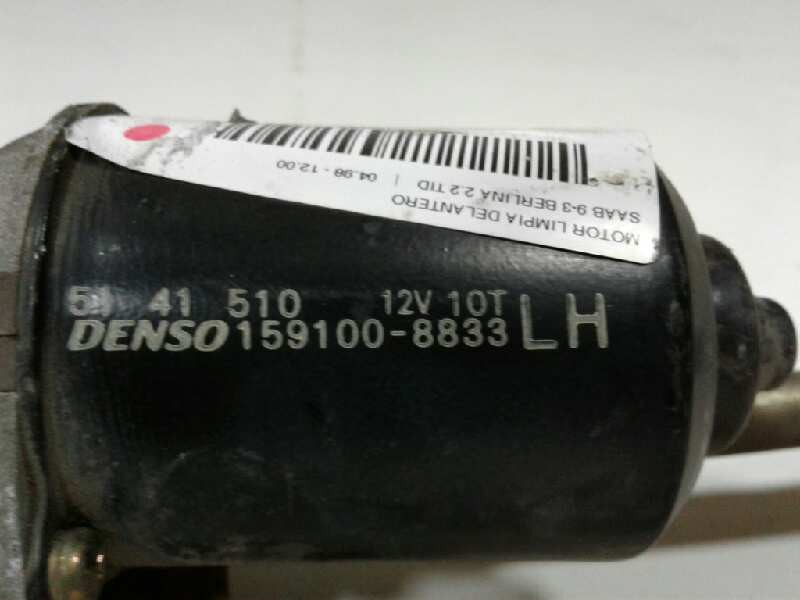 MOTOR LIMPIA DELANTERO
SAAB 9-3 BERLINA 2.2 TID | 04.98 - 12.00
51 41 510 12V 10T
DENSO 159100-8833 LH